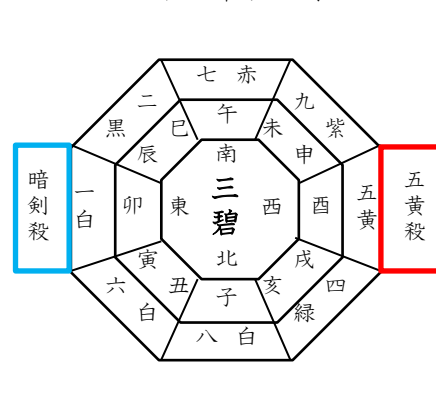 七赤
二黒
九紫
午
巳
未
辰
申
南
暗剣殺
一白
卯
東
三碧
西
酉
五黄
五黄殺
北
寅
丑
子
亥
戌
六白
八白
四緑